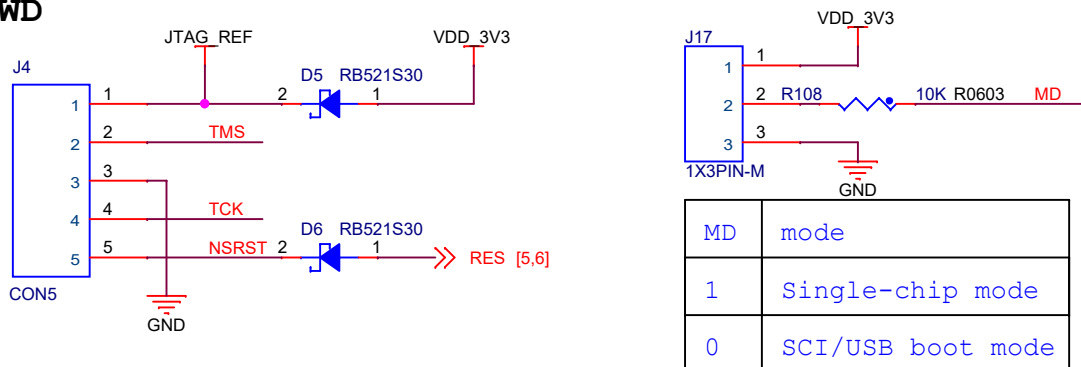 WD
JTAG_REF
VDD_3V3
J4
D5 RB521S30
1 1 2 1
2 2 TMS
3 3
4 4 TCK
D6 RB521S30
5 5 NSRST 2 1 RES [5,6]
CON5
GND
VDD_3V3
J17
1 1
2 2 R108 10K R0603 MD
3 3
1X3PIN-M
GND
MD mode
1 Single-chip mode
0 SCI/USB boot mode